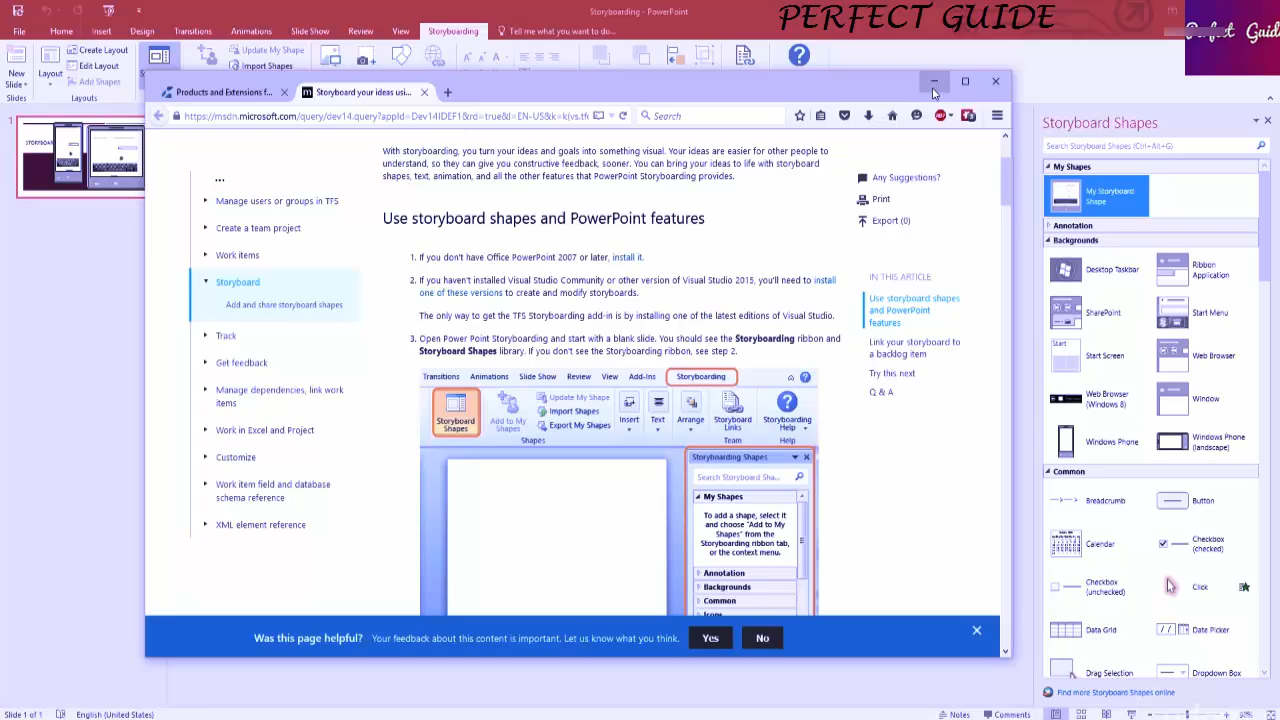 Storyboarding - PowerPoint
PERFECT GUIDE
File Home Insert Design Transitions Animations Slide Show Review View Storyboarding Tell me what you want to do...
Perfect Guid
New
Slide
Slides
Layout
Create Layout
Edit Layout
Add Shapes
Layouts
Update My Shape
Import Shapes
Products and Extensions f...
Storyboard your ideas usin...
https://msdn.microsoft.com/query/dev14.query?appId=Dev14IDEF1&l=EN-US&k=k(vs.tfs
Search
1
With storyboarding, you turn your ideas and goals into something visual. Your ideas are easier for other people to
understand, so they can give you constructive feedback, sooner. You can bring your ideas to life with storyboard
shapes, text, animation, and all the other features that PowerPoint Storyboarding provides.
Use storyboard shapes and PowerPoint features
1. If you don't have Office PowerPoint 2007 or later, install it.
2. If you haven't installed Visual Studio Community or other version of Visual Studio 2015, you'll need to install
one of these versions to create and modify storyboards.
The only way to get the TFS Storyboarding add-in is by installing one of the latest editions of Visual Studio.
3. Open Power Point Storyboarding and start with a blank slide. You should see the Storyboarding ribbon and
Storyboard Shapes library. If you don't see the Storyboarding ribbon, see step 2.
...
Manage users or groups in TFS
Create a team project
Work items
Storyboard
Add and share storyboard shapes
Track
Get feedback
Manage dependencies, link work
items
Work in Excel and Project
Customize
Work item field and database
schema reference
XML element reference
Transitions Animations Slide Show Review View Add-Ins Storyboarding
Storyboard
Shapes
Add to My
Shapes
Update My Shape
Import Shapes
Export My Shapes
Shapes
Insert
Text
Arrange
Storyboard
Links
Team
Storyboarding
Help
Help
Storyboarding Shapes
Search Storyboard Sha...
My Shapes
To add a shape, select it
and choose "Add to My
Shapes" from the
Storyboarding ribbon tab,
or the context menu.
Annotation
Backgrounds
Common
Icons
Any Suggestions?
Print
Export (0)
IN THIS ARTICLE
Use storyboard shapes
and PowerPoint
features
Link your storyboard to
a backlog item
Try this next
Q & A
Was this page helpful? Your feedback about this content is important. Let us know what you think. Yes No
Storyboard Shapes
Search Storyboard Shapes (Ctrl+Alt+G)
My Shapes
My Storyboard
Shape
Annotation
Backgrounds
Desktop Taskbar
Ribbon
Application
SharePoint
Start Menu
Start
Start Screen
Web Browser
Web Browser
(Windows 8)
Window
Windows Phone
Windows Phone
(landscape)
Common
Breadcrumb
Button
Calendar
Checkbox
(checked)
Checkbox
(unchecked)
Click
Data Grid
Date Picker
Drag Selection
Dropdown Box
Find more Storyboard Shapes online
Slide 1 of 1 English (United States) Notes Comments